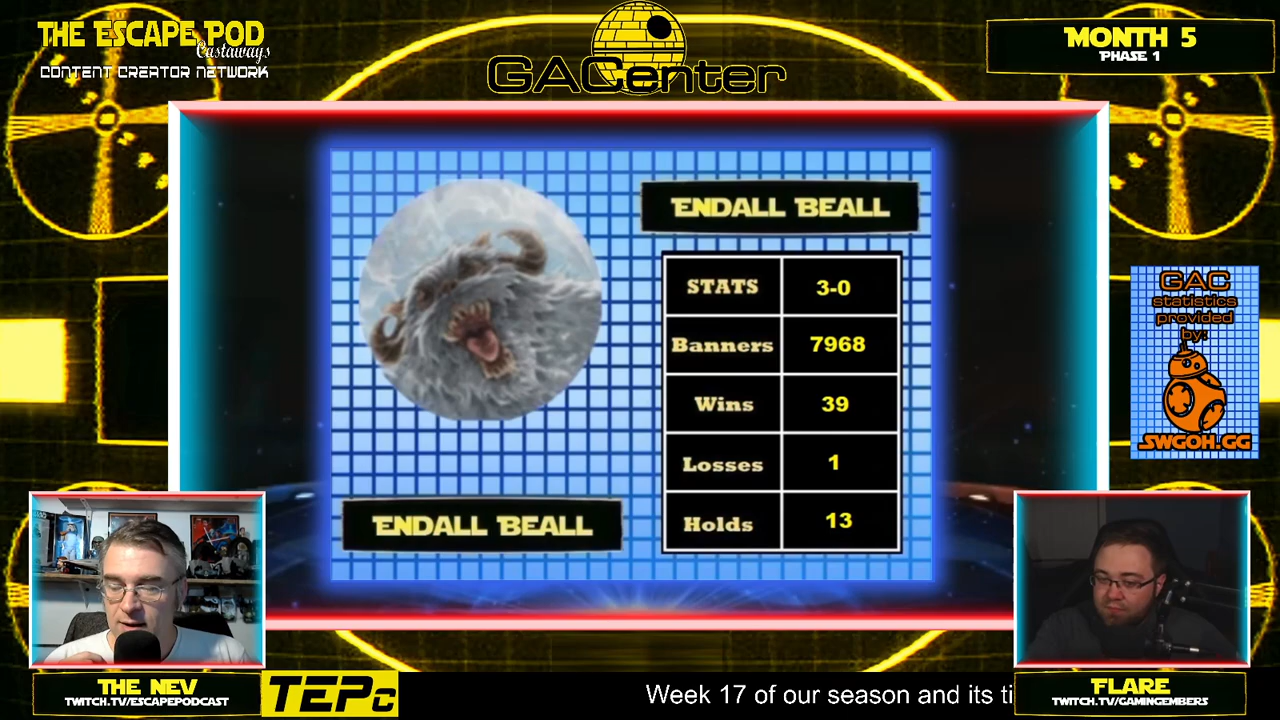 THE ESCAPE POD
Castaways
CONTENT CREATOR NETWORK
GACenter
MONTH 5
PHASE 1
ENDALL BEALL
STATS 3-0
Banners 7968
Wins 39
Losses 1
Holds 13
ENDALL BEALL
GAC
statistics
provided
by:
SWGOH.GG
THE NEV
TWITCH.TV/ESCAPEPODCAST
TEPc
Week 17 of our season and its ti
FLARE
TWITCH.TV/GAMINGEMBERS